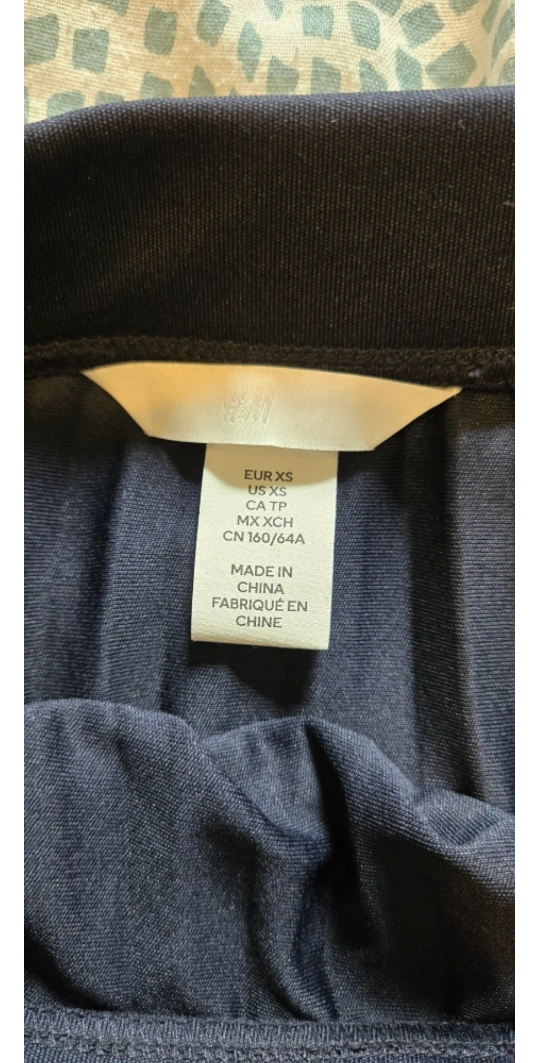 H&M
EUR XS
US XS
CA TP
MX XCH
CN 160/64A
MADE IN
CHINA
FABRIQUÉ EN
CHINE